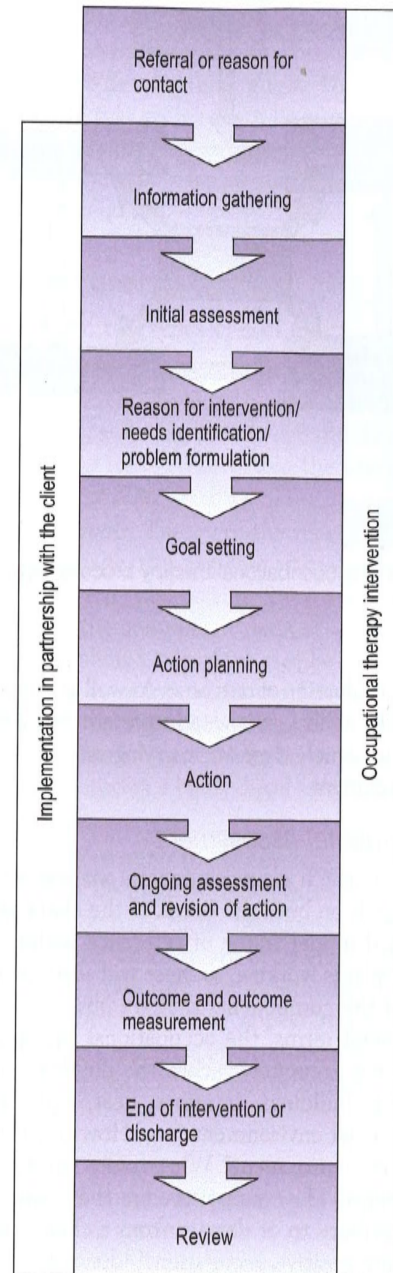 Referral or reason for
contact
Information gathering
Initial assessment
Reason for intervention/
needs identification/
problem formulation
Goal setting
Action planning
Action
Ongoing assessment
and revision of action
Outcome and outcome
measurement
End of intervention or
discharge
Review
Implementation in partnership with the client
Occupational therapy intervention